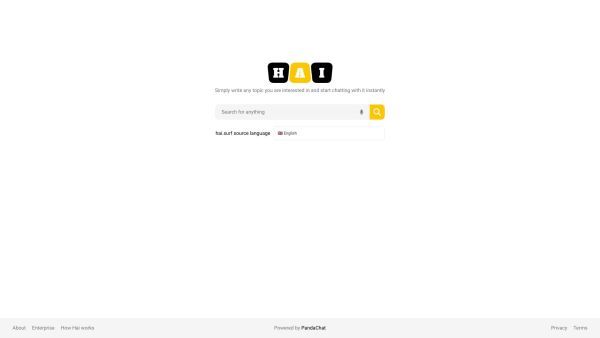 HAI
Simply write any topic you are interested in and start chatting with it instantly
Search for anything
hai.surf source language English
About Enterprise How Hai works Powered by PandaChat Privacy Terms